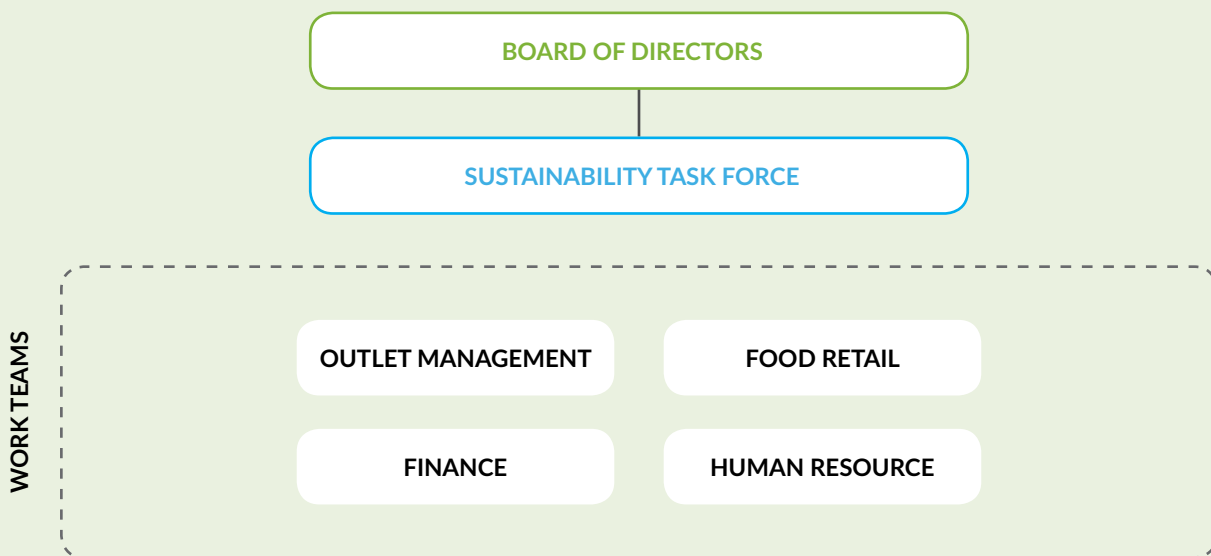 BOARD OF DIRECTORS
SUSTAINABILITY TASK FORCE
WORK TEAMS
OUTLET MANAGEMENT
FOOD RETAIL
FINANCE
HUMAN RESOURCE